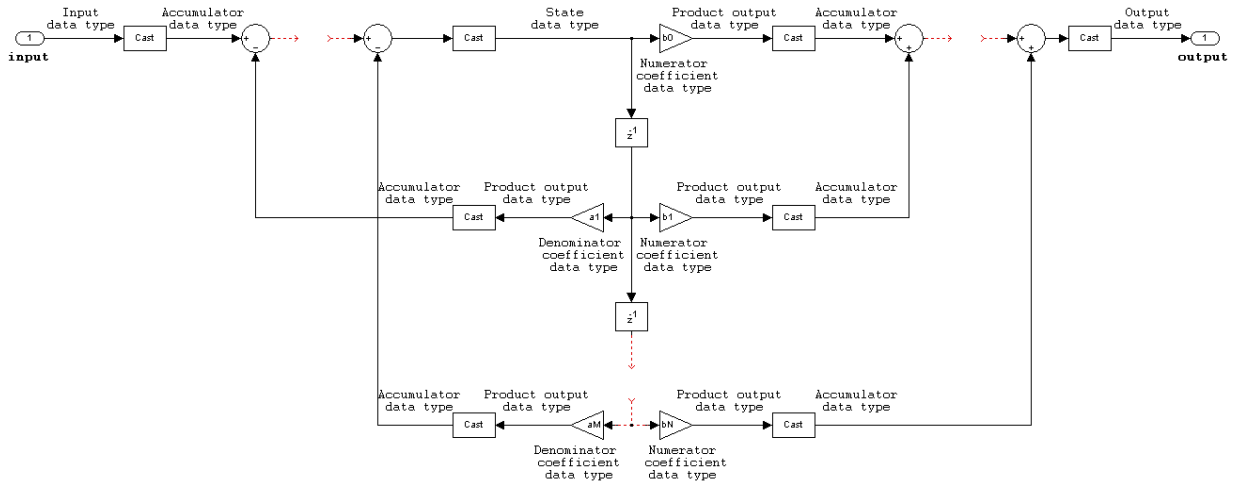 Input
data type
Accumulator
data type
State
data type
Product output
data type
Accumulator
data type
Output
data type
1
input
Cast
+
−
+
−
Cast
b0
Cast
+
+
+
+
Cast
1
output
Numerator
coefficient
data type
z-1
Accumulator
data type
Product output
data type
Product output
data type
Accumulator
data type
Cast
a1
b1
Cast
Denominator
coefficient
data type
Numerator
coefficient
data type
z-1
Accumulator
data type
Product output
data type
Product output
data type
Accumulator
data type
Cast
aM
bN
Cast
Denominator
coefficient
data type
Numerator
coefficient
data type